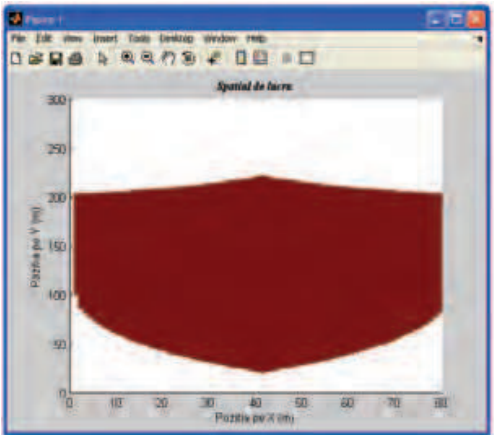 Figure 1
File Edit View Insert Tools Desktop Window Help
Spatial de lucru
300
250
200
150
100
50
0
Pozitia pe Y (m)
0 10 20 30 40 50 60 70 80
Pozitia pe X (m)